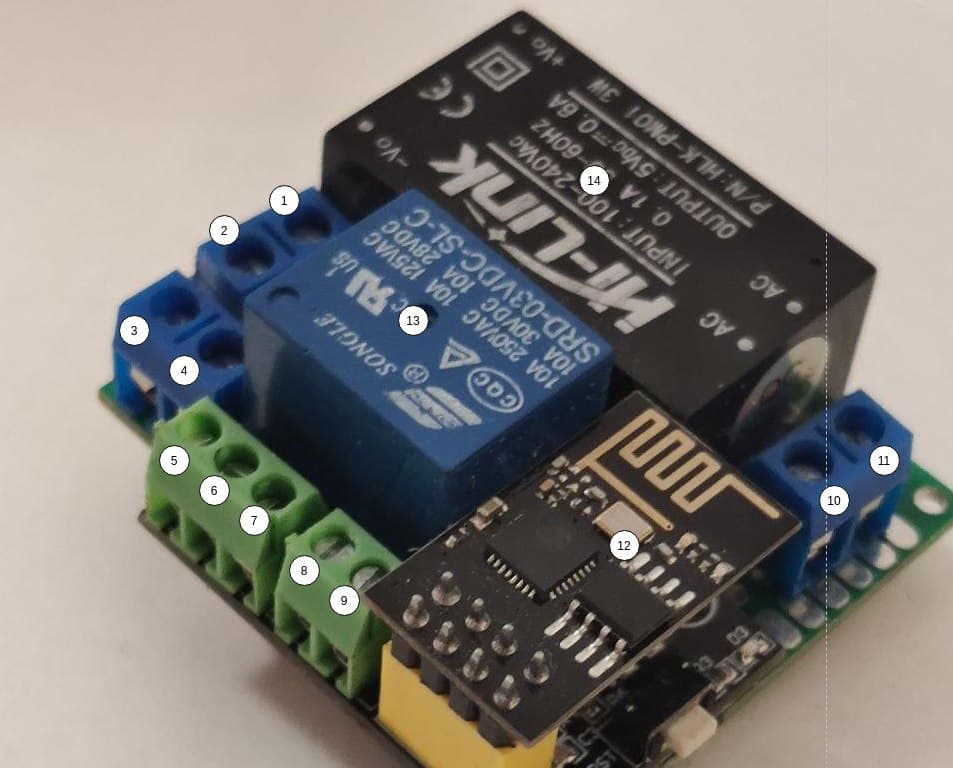 +Vo
-Vo
CE
Hi-Link
INPUT: 100-240VAC
0.1A 50-60HZ
OUTPUT: 5VDC⎓0.6A
P/N: HLK-PM01 3W
AC
AC
SONGLE
10A 250VAC 10A 125VAC
10A 30VDC 10A 28VDC
SRD-03VDC-SL-C
CQC
c
US
®
1
2
3
4
5
6
7
8
9
10
11
12
13
14